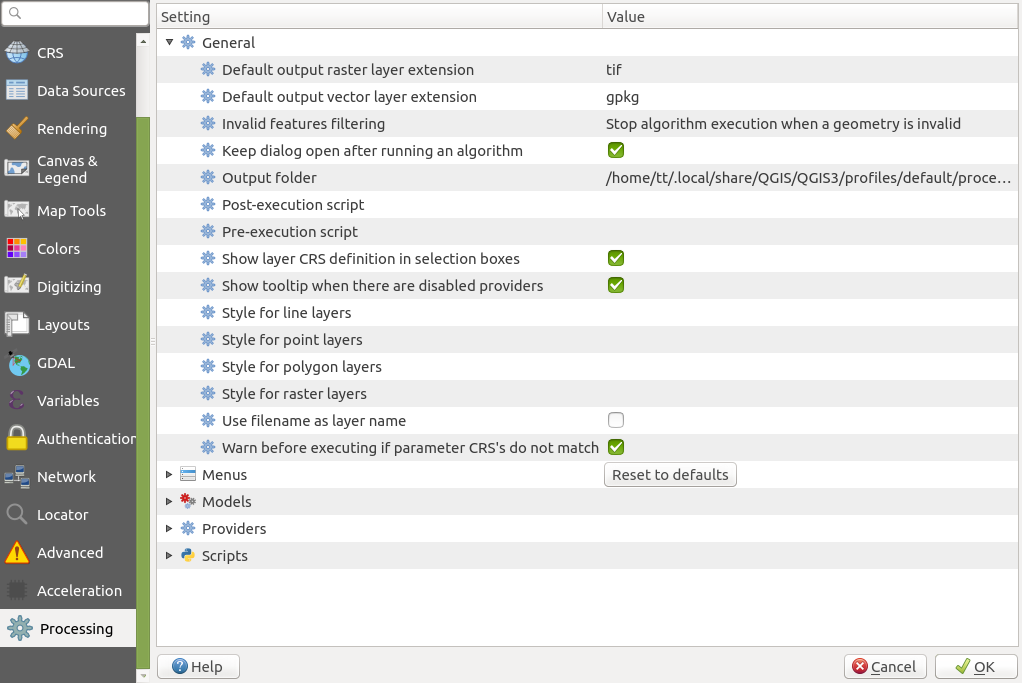 CRS
Data Sources
Rendering
Canvas &
Legend
Map Tools
Colors
Digitizing
Layouts
GDAL
Variables
Authentication
Network
Locator
Advanced
Acceleration
Processing
Setting Value
General
Default output raster layer extension tif
Default output vector layer extension gpkg
Invalid features filtering Stop algorithm execution when a geometry is invalid
Keep dialog open after running an algorithm
Output folder /home/tt/.local/share/QGIS/QGIS3/profiles/default/proce...
Post-execution script
Pre-execution script
Show layer CRS definition in selection boxes
Show tooltip when there are disabled providers
Style for line layers
Style for point layers
Style for polygon layers
Style for raster layers
Use filename as layer name
Warn before executing if parameter CRS's do not match
Menus Reset to defaults
Models
Providers
Scripts
Help Cancel OK